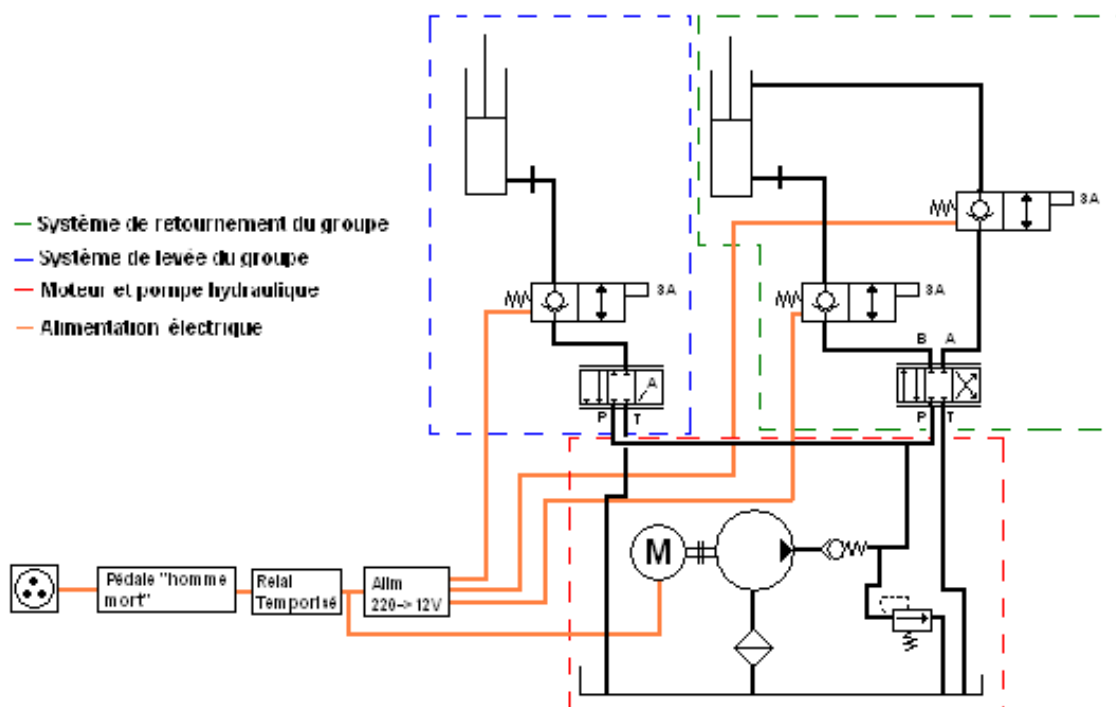 Système de retournement du groupe
Système de levée du groupe
Moteur et pompe hydraulique
Alimentation électrique
8A
8A
8A
B A
A
P T
P T
M
Pédale "homme
mort"
Relai
Temporisé
Alim
220-> 12V